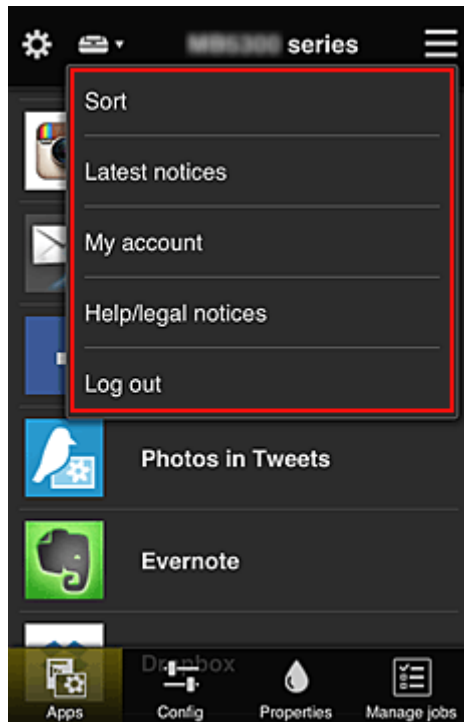 series
Sort
Latest notices
My account
Help/legal notices
Log out
Photos in Tweets
Evernote
Dropbox
Apps Config Properties Manage jobs